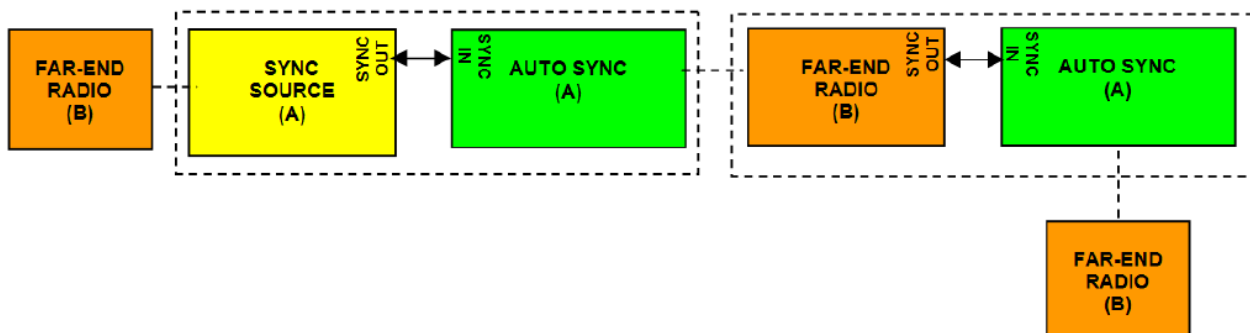 FAR-END
RADIO
(B)
SYNC
SOURCE
(A)
SYNC
OUT
SYNC
IN
AUTO SYNC
(A)
FAR-END
RADIO
(B)
SYNC
OUT
SYNC
IN
AUTO SYNC
(A)
FAR-END
RADIO
(B)